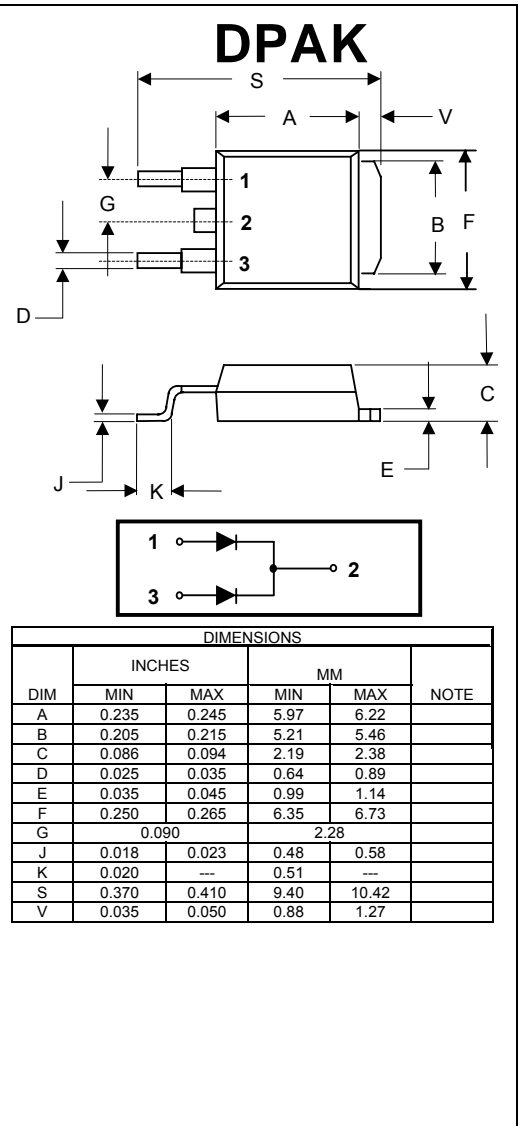 DPAK
S
A
V
1
G
2
B
F
3
D
C
E
J
K
1
2
3
DIMENSIONS
INCHES MM
DIM MIN MAX MIN MAX NOTE
A 0.235 0.245 5.97 6.22
B 0.205 0.215 5.21 5.46
C 0.086 0.094 2.19 2.38
D 0.025 0.035 0.64 0.89
E 0.035 0.045 0.99 1.14
F 0.250 0.265 6.35 6.73
G 0.090 2.28
J 0.018 0.023 0.48 0.58
K 0.020 --- 0.51 ---
S 0.370 0.410 9.40 10.42
V 0.035 0.050 0.88 1.27